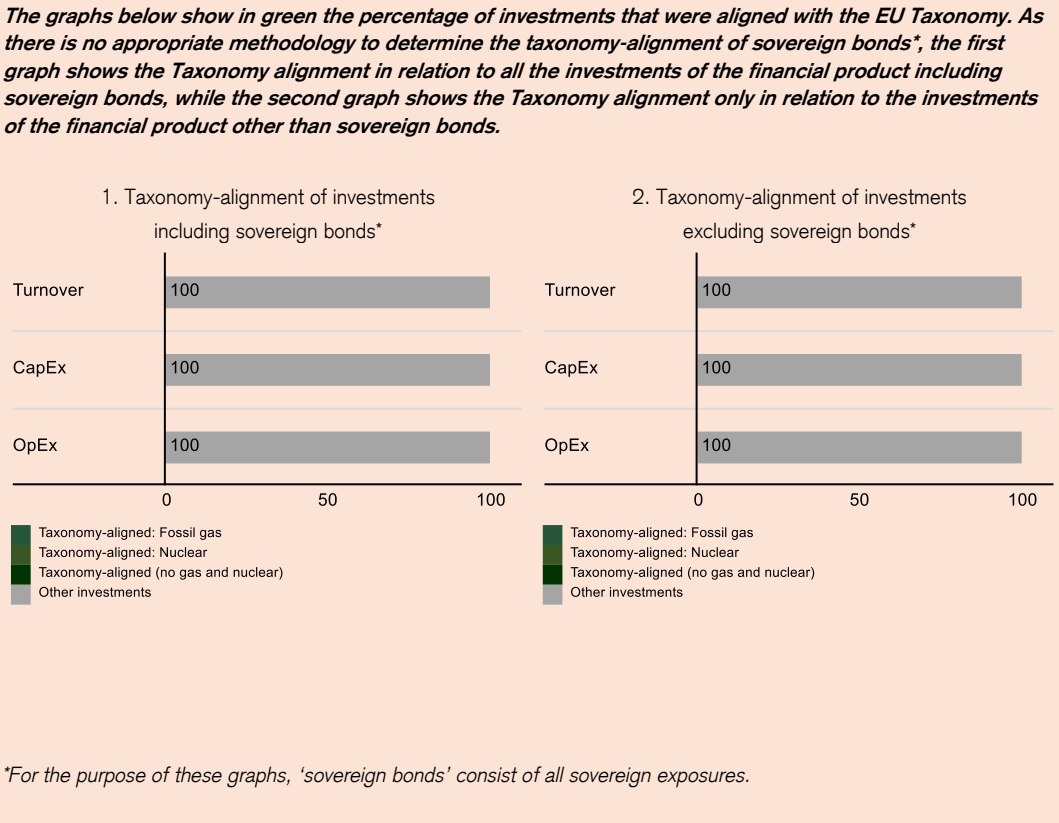 The graphs below show in green the percentage of investments that were aligned with the EU Taxonomy. As
there is no appropriate methodology to determine the taxonomy-alignment of sovereign bonds*, the first
graph shows the Taxonomy alignment in relation to all the investments of the financial product including
sovereign bonds, while the second graph shows the Taxonomy alignment only in relation to the investments
of the financial product other than sovereign bonds.
1. Taxonomy-alignment of investments
including sovereign bonds*
Turnover
100
CapEx
100
OpEx
100
0 50 100
Taxonomy-aligned: Fossil gas
Taxonomy-aligned: Nuclear
Taxonomy-aligned (no gas and nuclear)
Other investments
2. Taxonomy-alignment of investments
excluding sovereign bonds*
Turnover
100
CapEx
100
OpEx
100
0 50 100
Taxonomy-aligned: Fossil gas
Taxonomy-aligned: Nuclear
Taxonomy-aligned (no gas and nuclear)
Other investments
*For the purpose of these graphs, ‘sovereign bonds’ consist of all sovereign exposures.